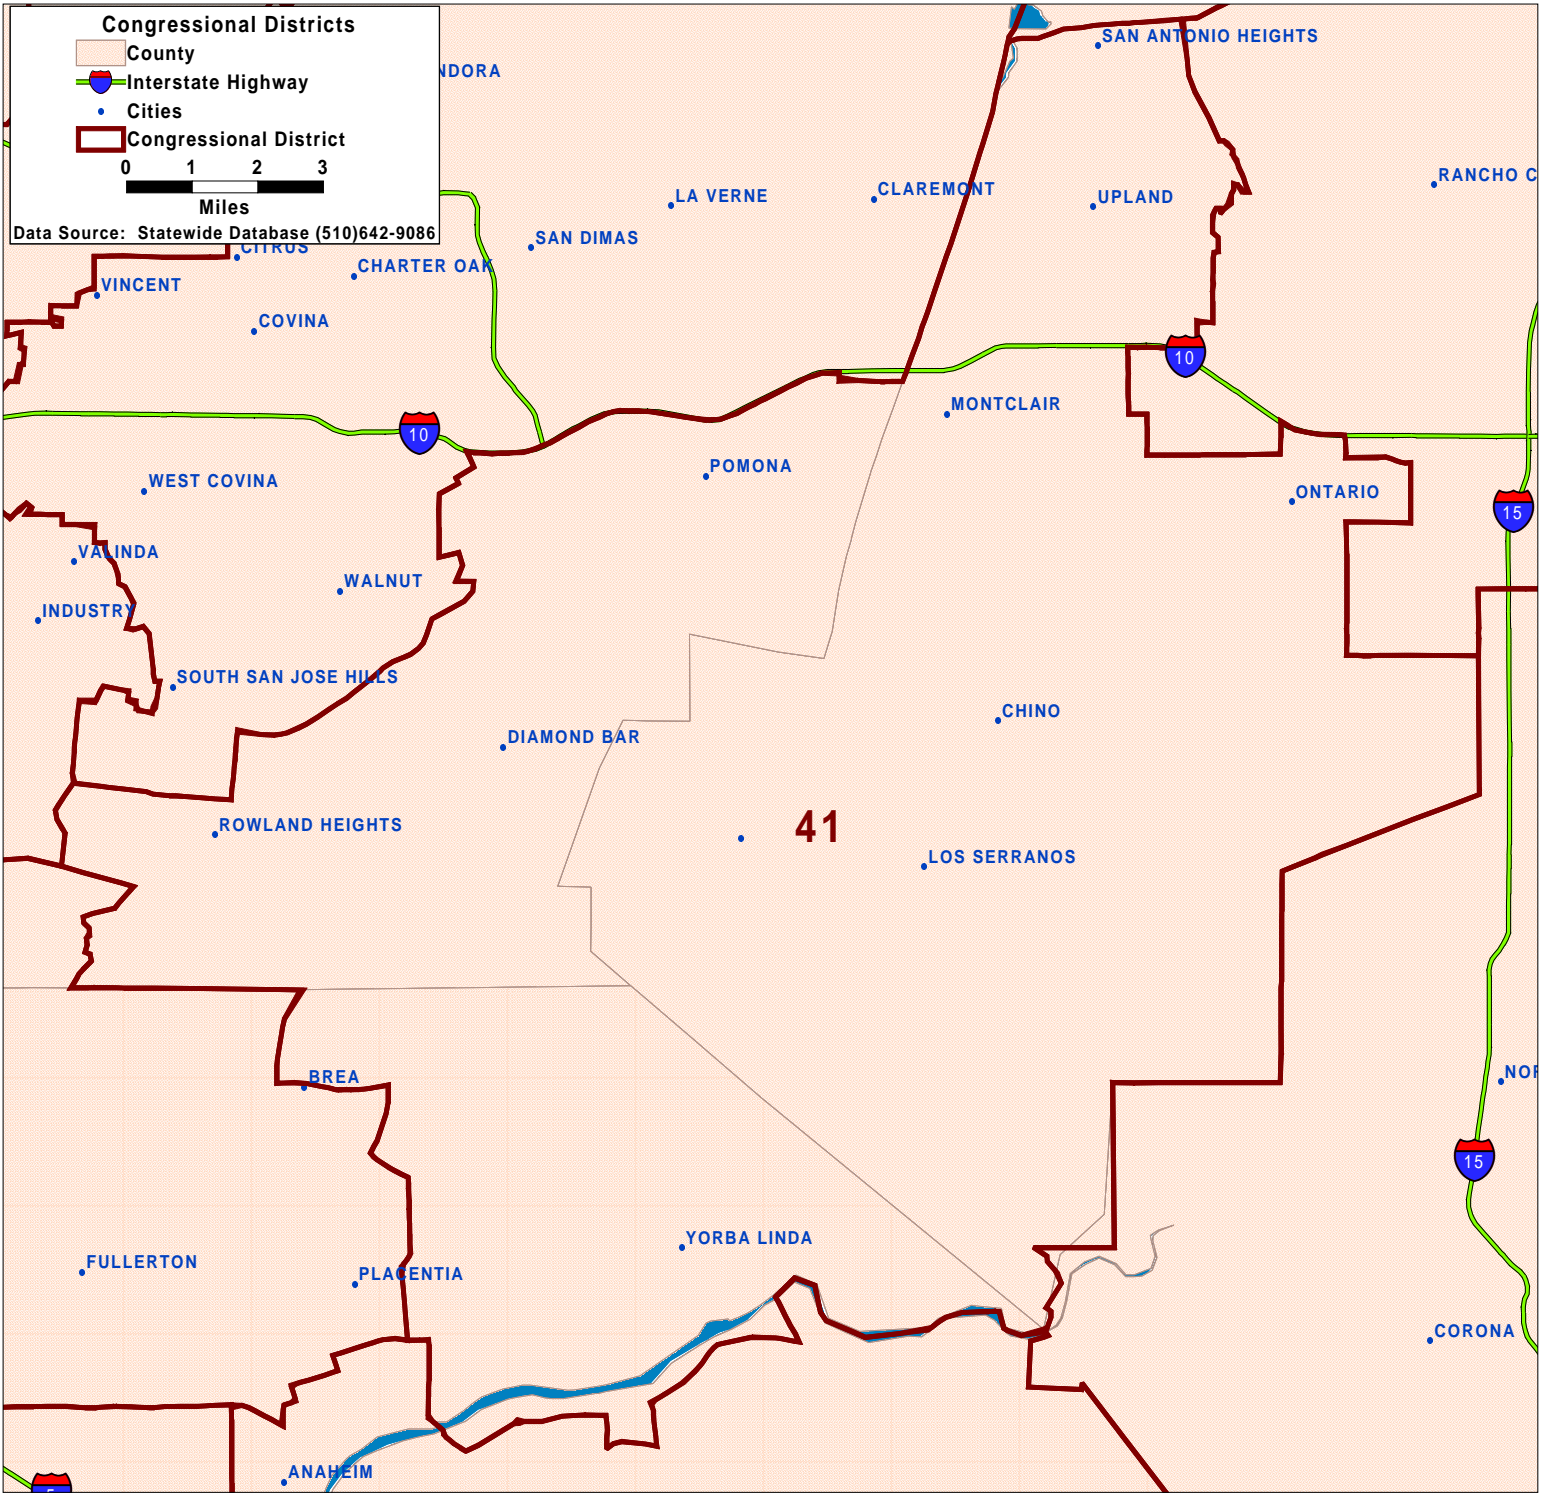 Congressional Districts
County
Interstate Highway
Cities
Congressional District
0 1 2 3
Miles
Data Source: Statewide Database (510)642-9086
SAN ANTONIO HEIGHTS
NDORA
RANCHO C
LA VERNE
CLAREMONT
UPLAND
SAN DIMAS
CITRUS
CHARTER OAK
VINCENT
COVINA
10
MONTCLAIR
10
POMONA
WEST COVINA
ONTARIO
15
VALINDA
WALNUT
INDUSTRY
SOUTH SAN JOSE HILLS
CHINO
DIAMOND BAR
41
ROWLAND HEIGHTS
LOS SERRANOS
BREA
NOR
15
YORBA LINDA
FULLERTON
PLACENTIA
CORONA
ANAHEIM
5